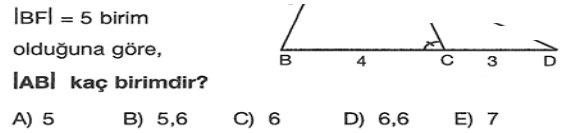 |BF| = 5 birim
olduğuna göre,
|AB| kaç birimdir?
B 4 C 3 D
A) 5 B) 5,6 C) 6 D) 6,6 E) 7